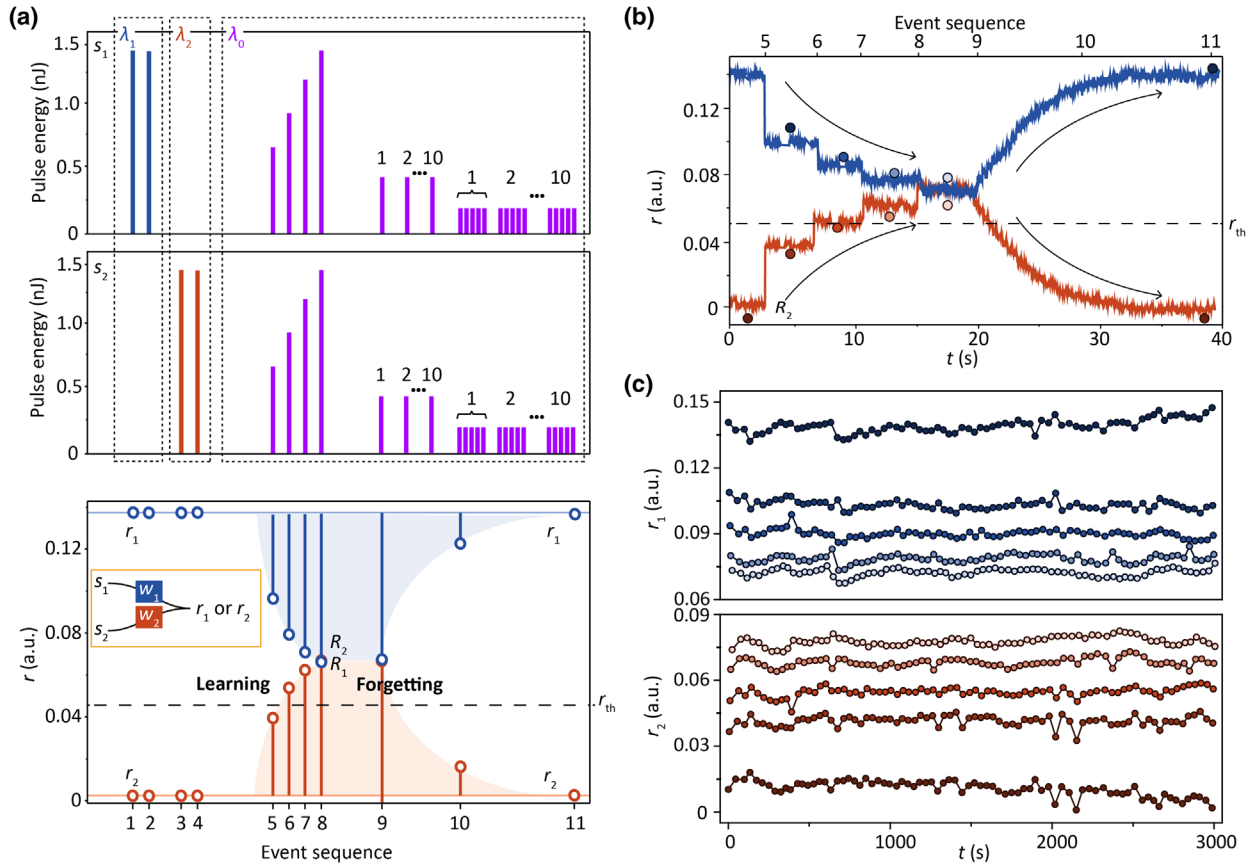 (a)
λ1
λ2
λ0
s1
1.5
1.0
0.5
0
Pulse energy (nJ)
1 2 ••• 10
1 2 ••• 10
s2
1.5
1.0
0.5
0
Pulse energy (nJ)
1 2 ••• 10
1 2 ••• 10
r1
r1
0.12
0.08
0.04
0
r (a.u.)
s1
w1
w2
s2
r1 or r2
R2
R1
Learning
Forgetting
rth
r2
r2
1 2 3 4 5 6 7 8 9 10 11
Event sequence
(b)
Event sequence
5 6 7 8 9 10 11
0.12
0.08
0.04
0
r (a.u.)
rth
R2
0 10 20 30 40
t (s)
(c)
0.15
0.12
0.09
0.06
r1 (a.u.)
0.09
0.06
0.03
0
r2 (a.u.)
0 1000 2000 3000
t (s)